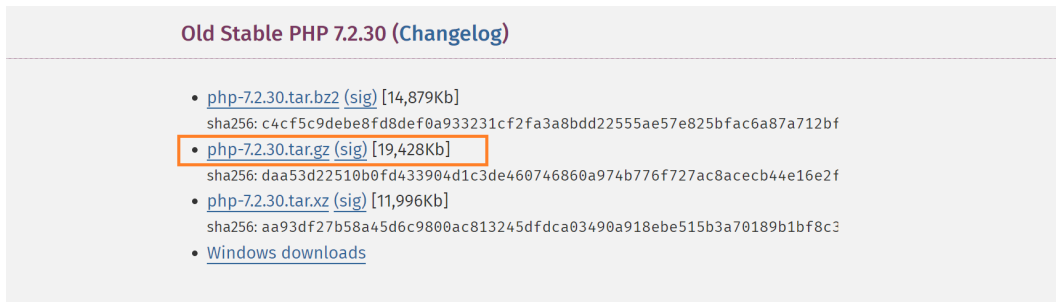 Old Stable PHP 7.2.30 (Changelog)
php-7.2.30.tar.bz2 (sig) [14,879Kb]
sha256: c4cf5c9debe8fd8def0a933231cf2fa3a8bdd22555ae57e825bfac6a87a712bf
php-7.2.30.tar.gz (sig) [19,428Kb]
sha256: daa53d22510b0fd433904d1c3de460746860a974b776f727ac8acecb44e16e2f
php-7.2.30.tar.xz (sig) [11,996Kb]
sha256: aa93df27b58a45d6c9800ac813245dfdca03490a918ebe515b3a70189b1bf8c3
Windows downloads